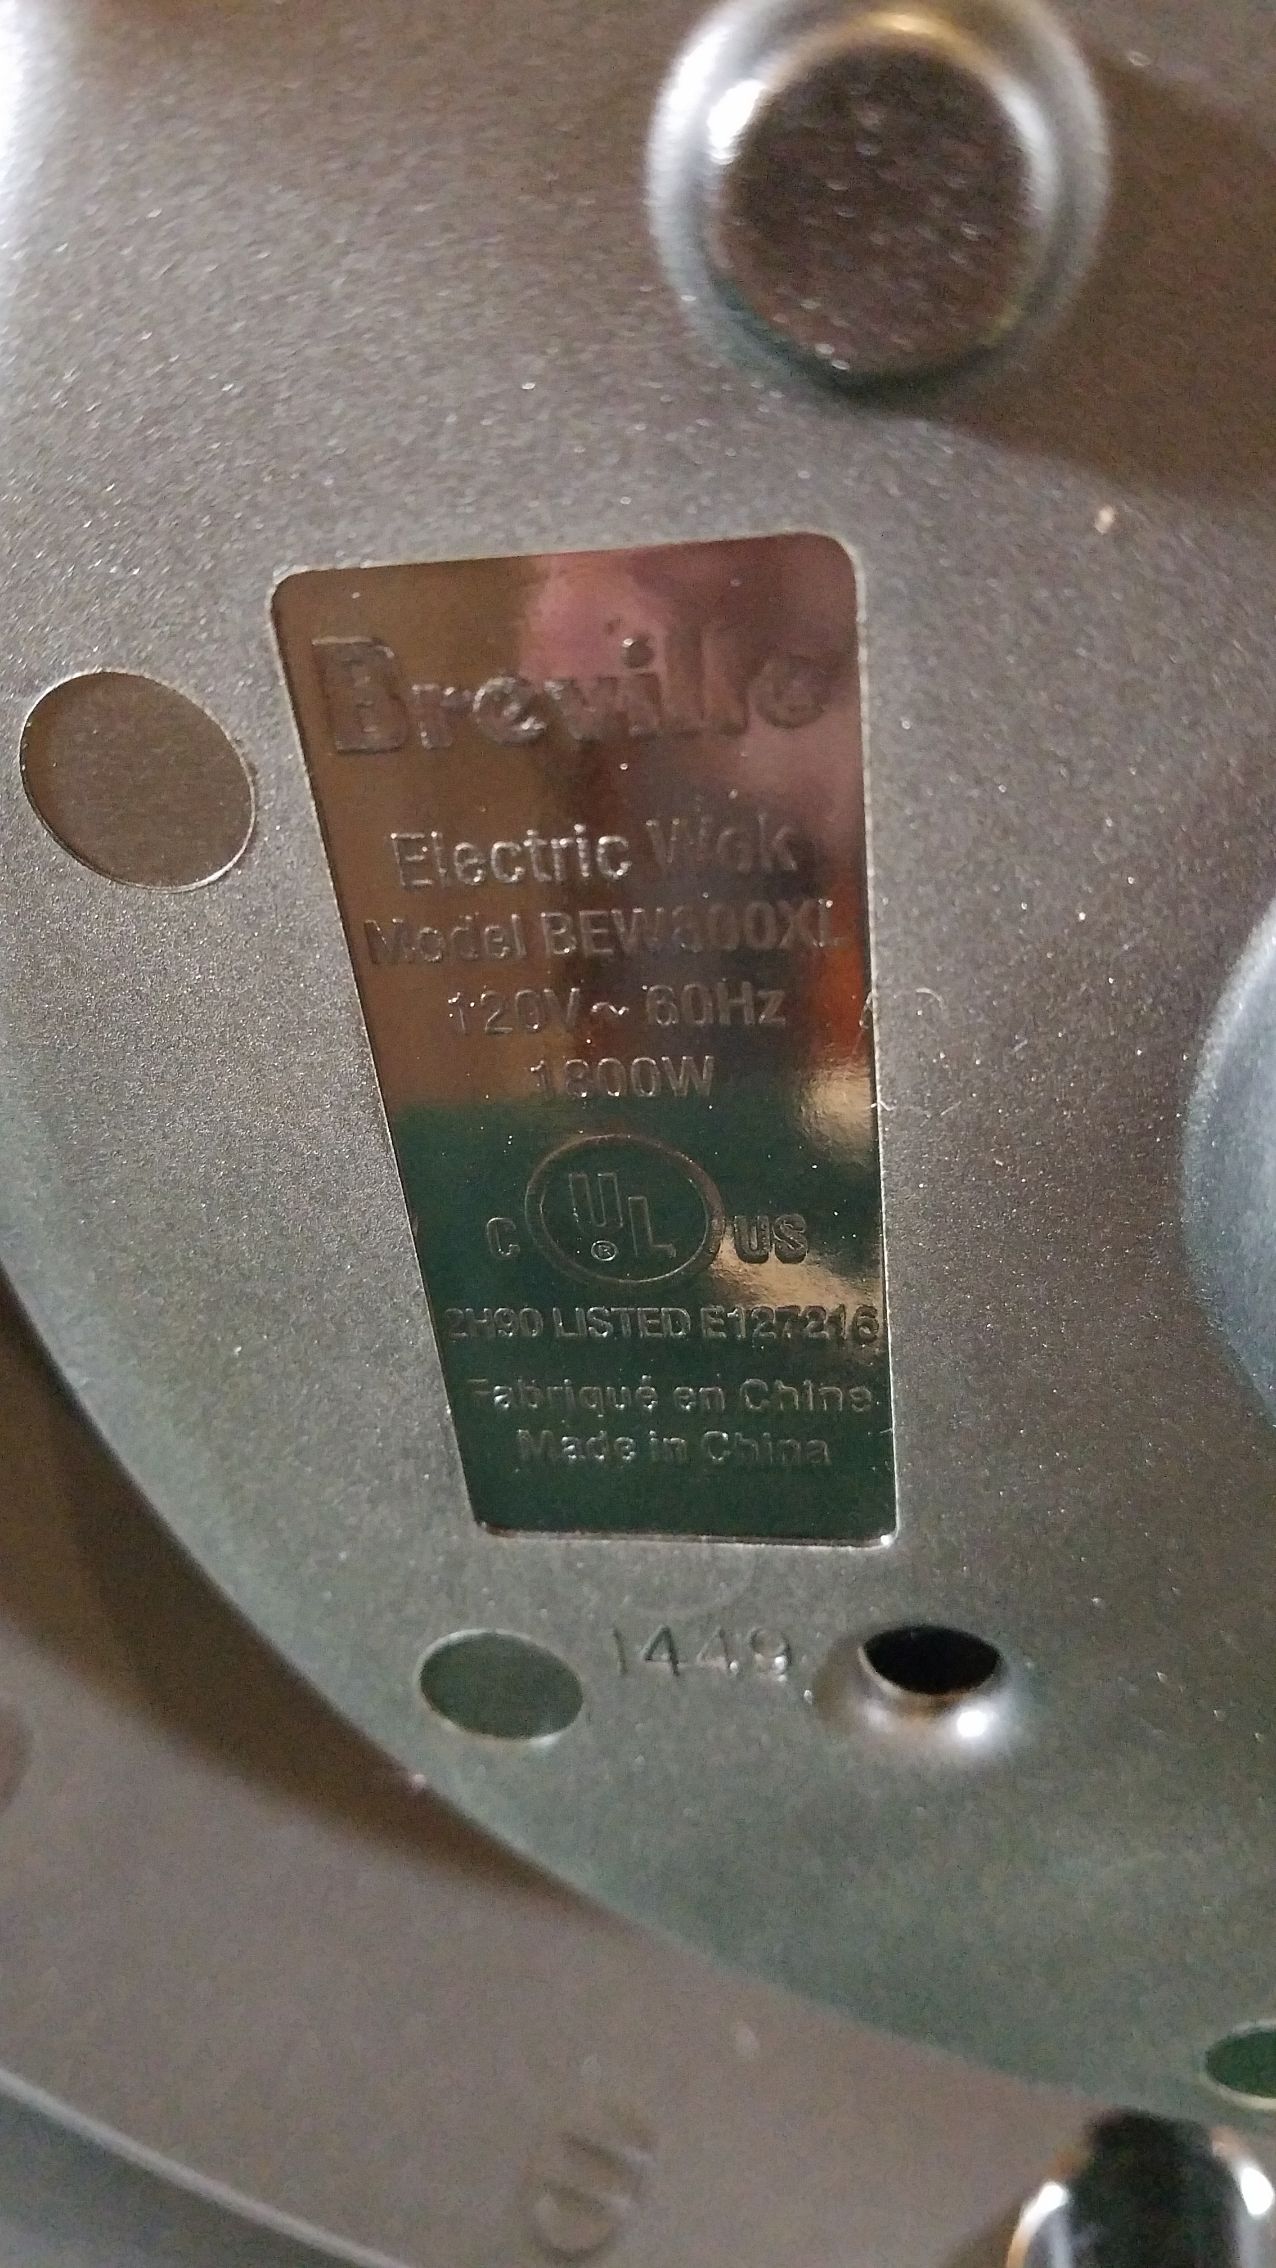 Breville
Electric Wok
Model BEW600XL
120V ~ 60Hz
1800W
C UL® US
2H90 LISTED E127216
Fabriqué en Chine
Made in China
1449